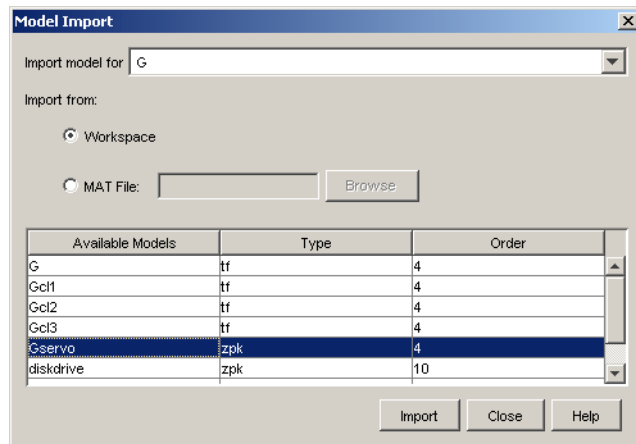 Model Import
Import model for G
Import from:
Workspace
MAT File: Browse
Available Models Type Order
G tf 4
Gcl1 tf 4
Gcl2 tf 4
Gcl3 tf 4
Gservo zpk 4
diskdrive zpk 10
Import Close Help